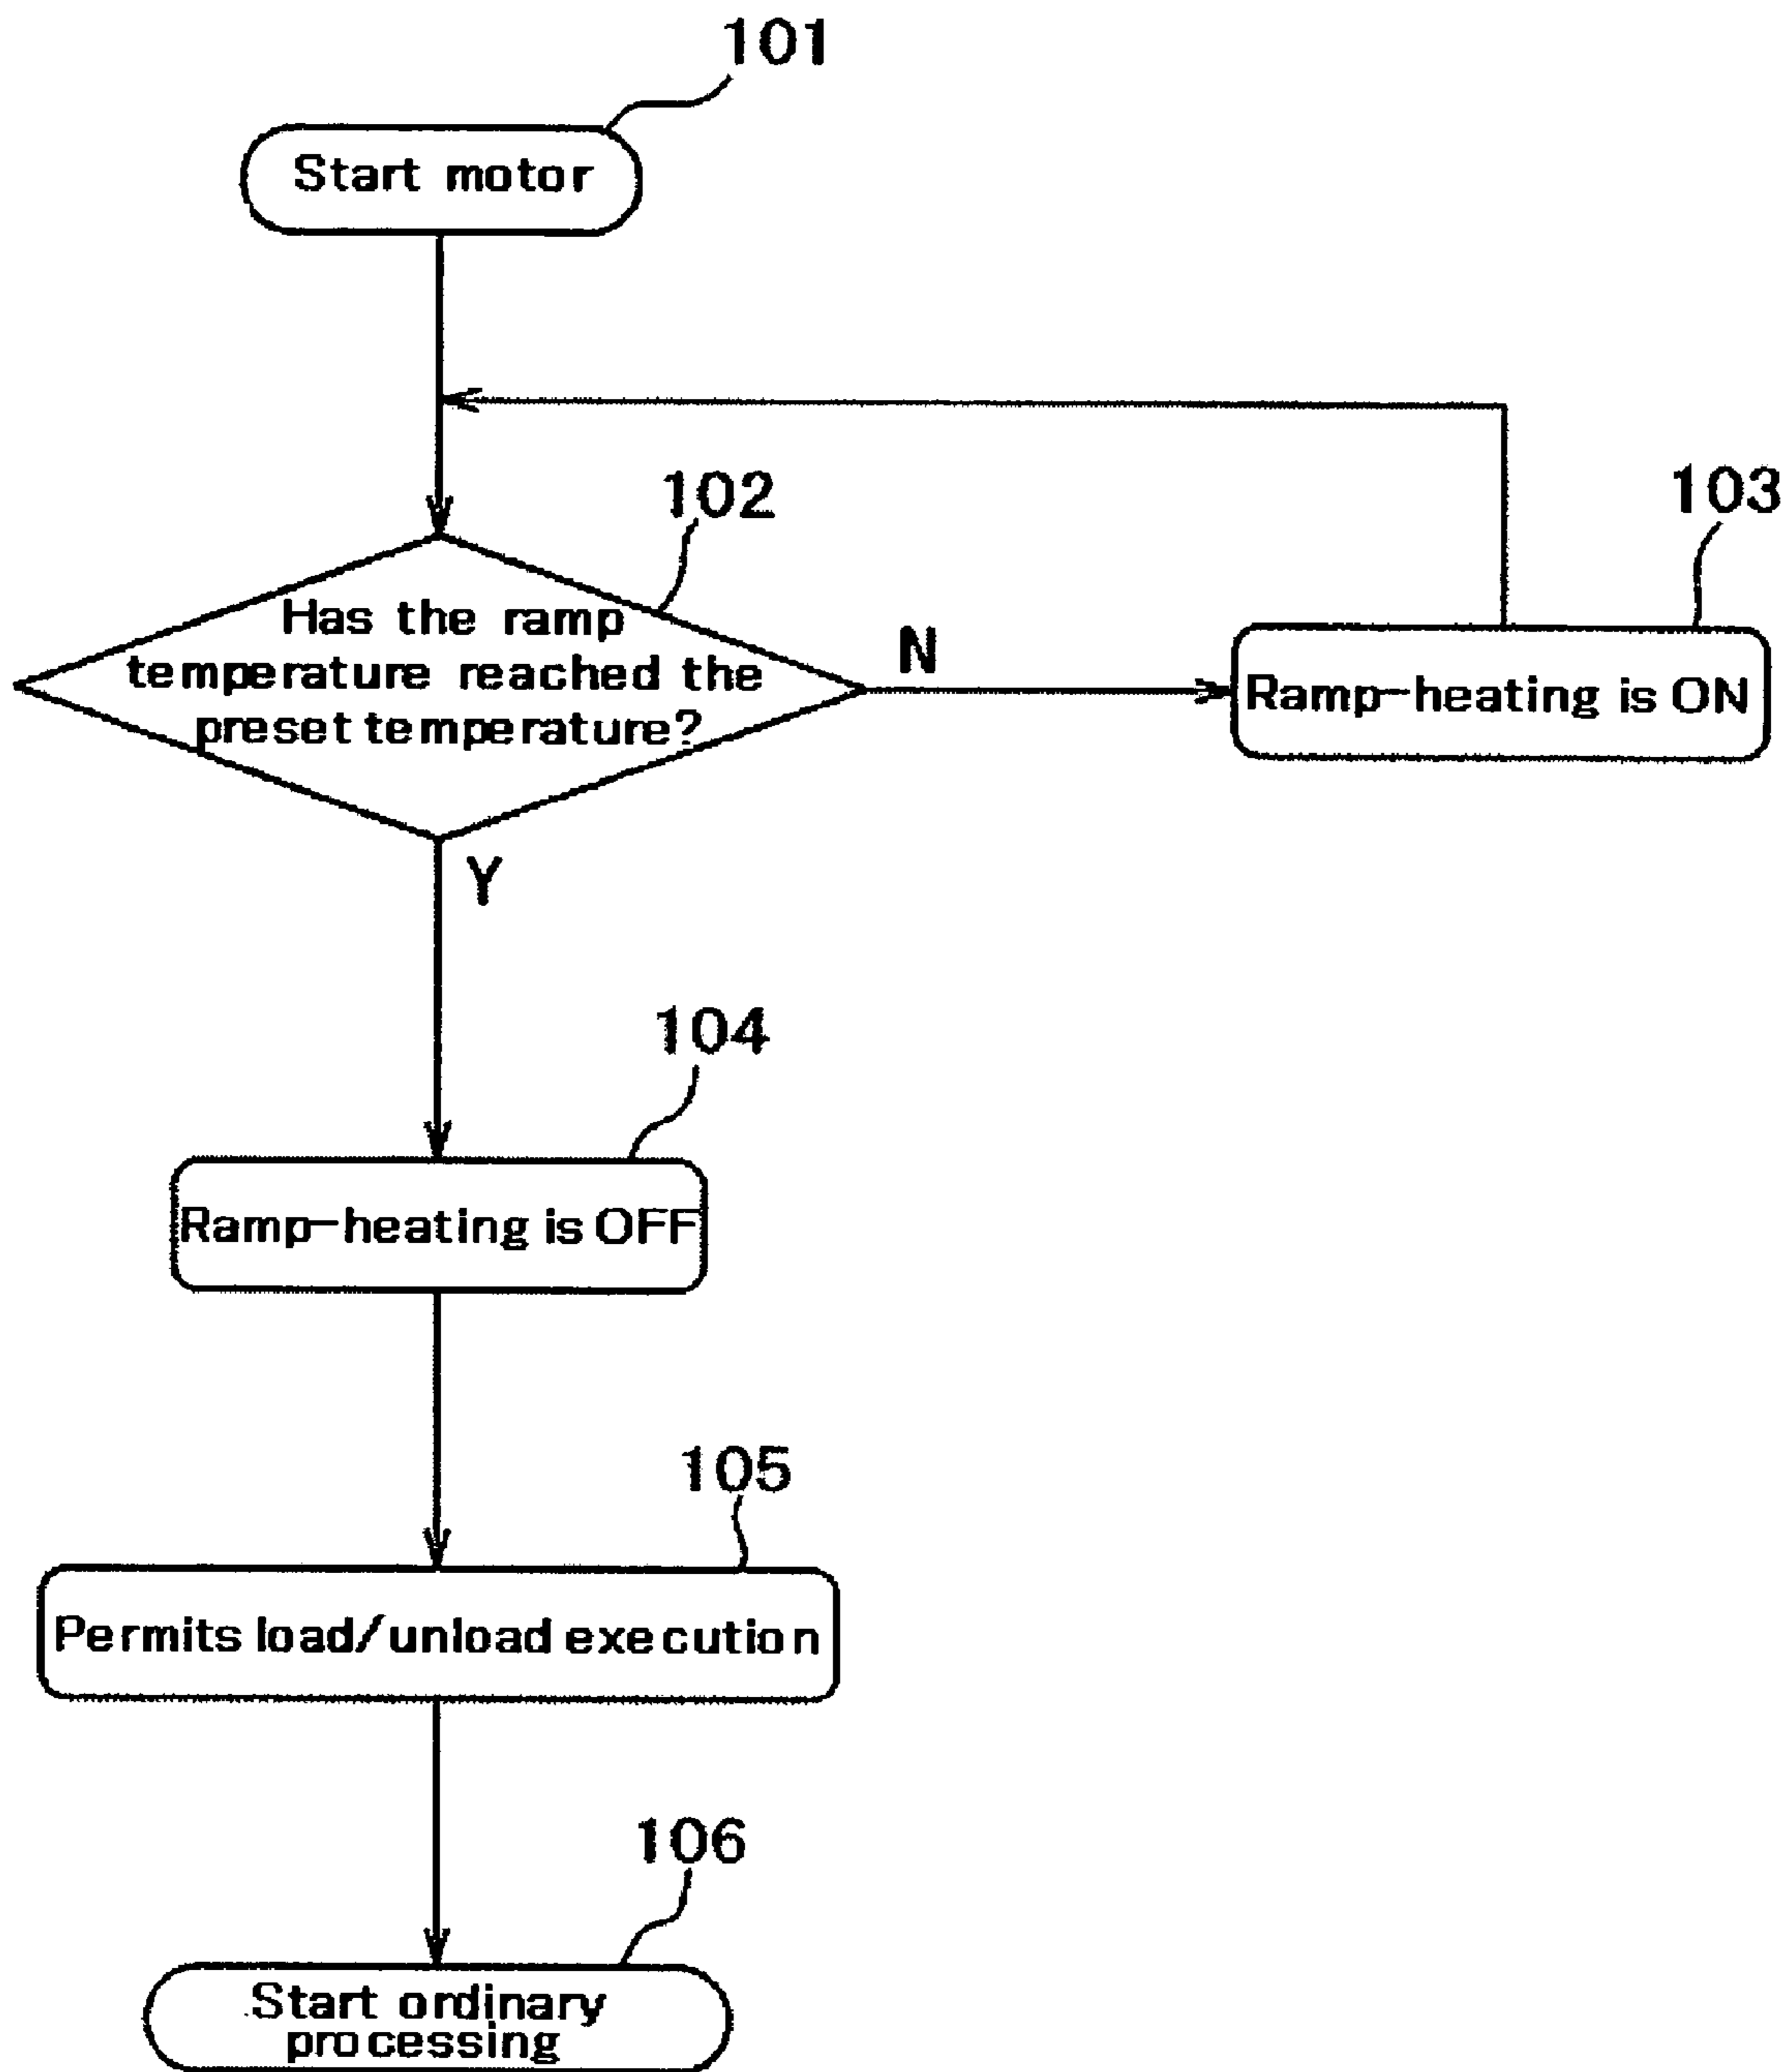 101
Start motor
102
Has the ramp
temperature reached the
preset temperature?
N
103
Ramp-heating is ON
Y
104
Ramp-heating is OFF
105
Permits load/unload execution
106
Start ordinary
processing